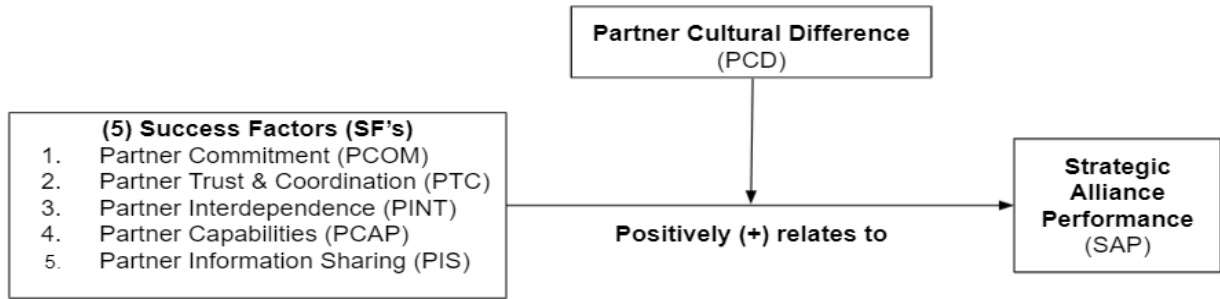 Partner Cultural Difference
(PCD)
(5) Success Factors (SF's)
1. Partner Commitment (PCOM)
2. Partner Trust & Coordination (PTC)
3. Partner Interdependence (PINT)
4. Partner Capabilities (PCAP)
5. Partner Information Sharing (PIS)
Positively (+) relates to
Strategic
Alliance
Performance
(SAP)